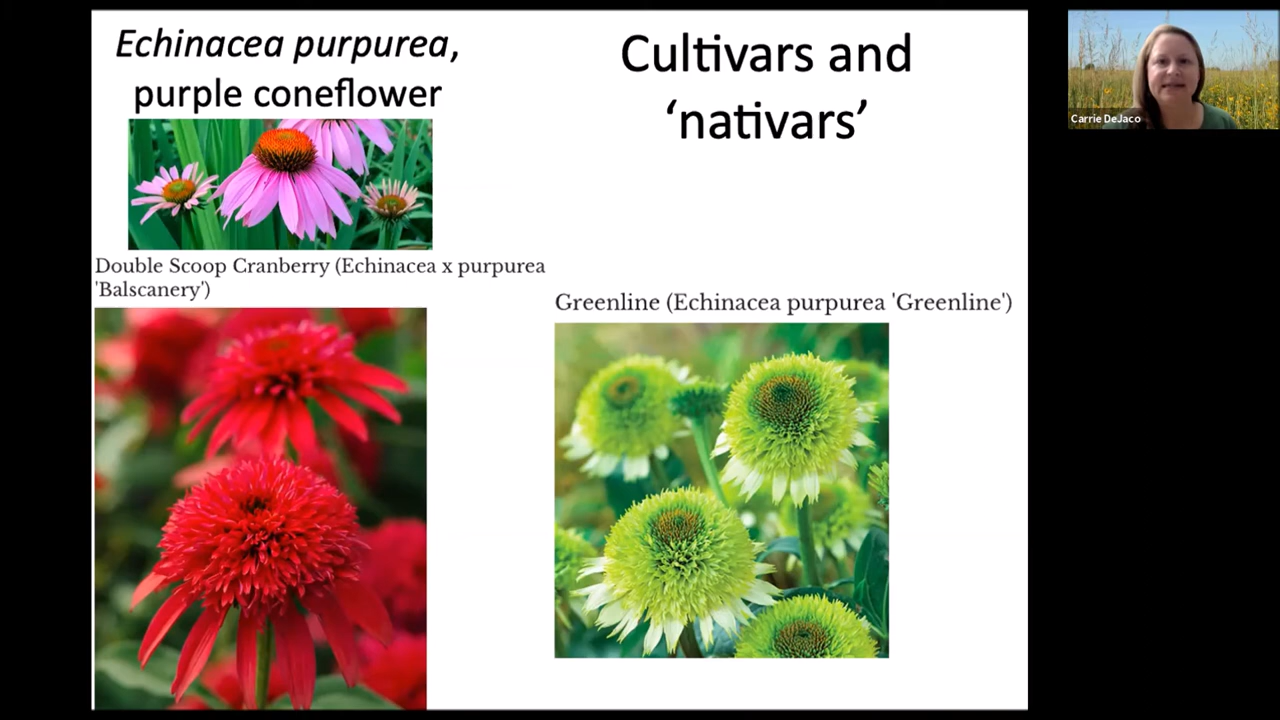 Echinacea purpurea,
purple coneflower
Cultivars and
‘nativars’
Double Scoop Cranberry (Echinacea x purpurea
'Balscanery')
Greenline (Echinacea purpurea 'Greenline')
Carrie DeJaco